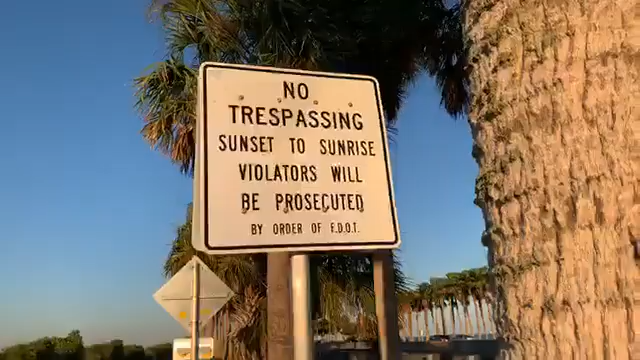 NO
TRESPASSING
SUNSET TO SUNRISE
VIOLATORS WILL
BE PROSECUTED
BY ORDER OF F.D.O.T.